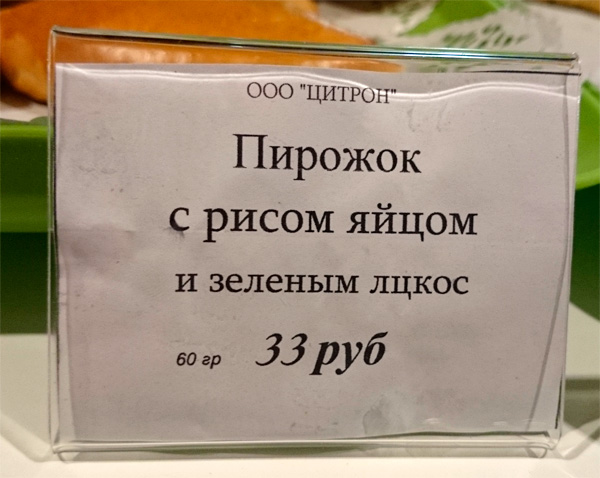 ООО "ЦИТРОН"
Пирожок
с рисом яйцом
и зеленым лцкос
60 гр 33 руб